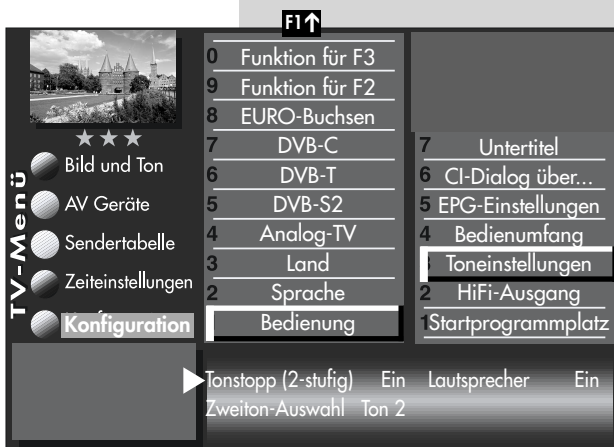 F1↑
TV-Menü
Bild und Ton
AV Geräte
Sendertabelle
Zeiteinstellungen
Konfiguration
0 Funktion für F3
9 Funktion für F2
8 EURO-Buchsen
7 DVB-C
6 DVB-T
5 DVB-S2
4 Analog-TV
3 Land
2 Sprache
Bedienung
7 Untertitel
6 CI-Dialog über...
5 EPG-Einstellungen
4 Bedienumfang
3 Toneinstellungen
2 HiFi-Ausgang
1 Startprogrammplatz
Tonstopp (2-stufig) Ein Lautsprecher Ein
Zweiton-Auswahl Ton 2